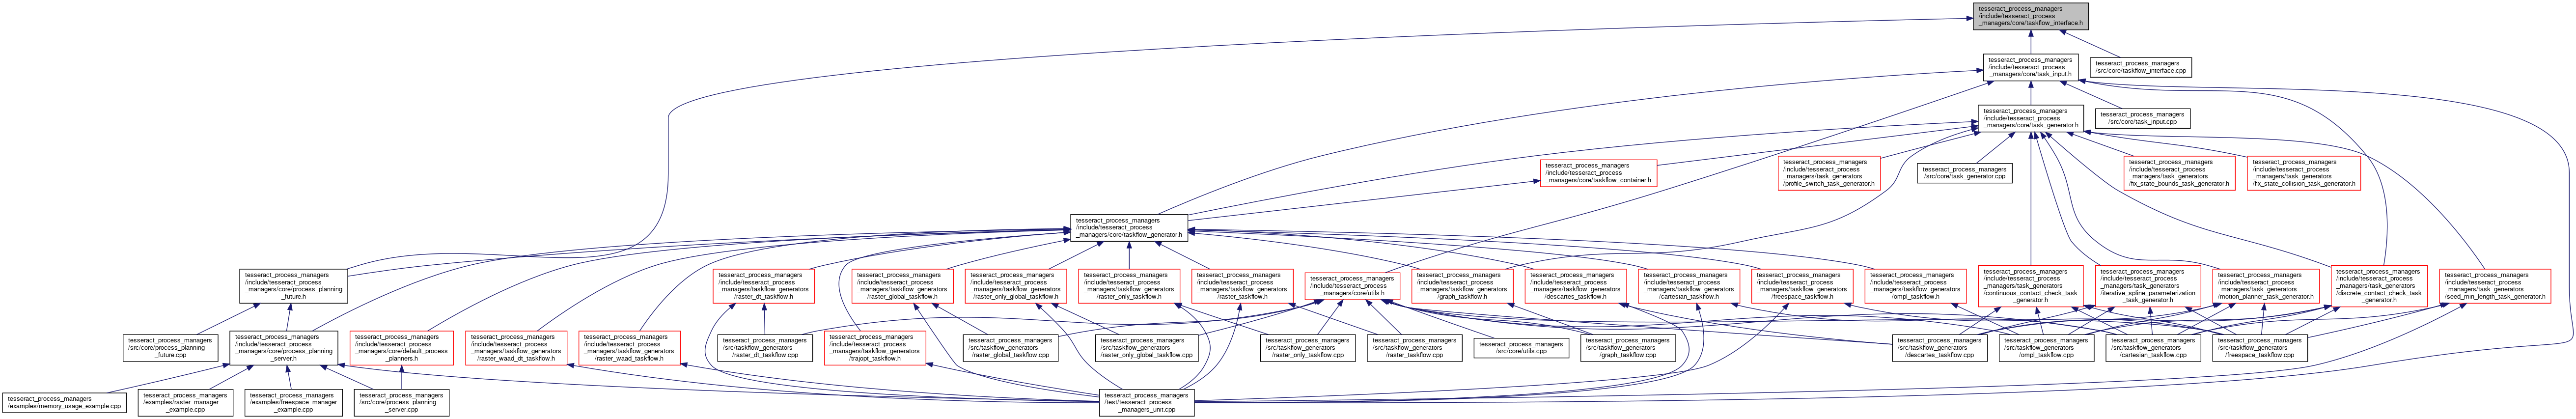 tesseract_process_managers
/include/tesseract_process
_managers/core/taskflow_interface.h
tesseract_process_managers
/include/tesseract_process
_managers/core/task_input.h
tesseract_process_managers
/src/core/taskflow_interface.cpp
tesseract_process_managers
/include/tesseract_process
_managers/core/task_generator.h
tesseract_process_managers
/src/core/task_input.cpp
tesseract_process_managers
/include/tesseract_process
_managers/core/taskflow_container.h
tesseract_process_managers
/include/tesseract_process
_managers/task_generators
/profile_switch_task_generator.h
tesseract_process_managers
/src/core/task_generator.cpp
tesseract_process_managers
/include/tesseract_process
_managers/task_generators
/fix_state_bounds_task_generator.h
tesseract_process_managers
/include/tesseract_process
_managers/task_generators
/fix_state_collision_task_generator.h
tesseract_process_managers
/include/tesseract_process
_managers/core/taskflow_generator.h
tesseract_process_managers
/include/tesseract_process
_managers/core/process_planning
_future.h
tesseract_process_managers
/include/tesseract_process
_managers/taskflow_generators
/raster_dt_taskflow.h
tesseract_process_managers
/include/tesseract_process
_managers/taskflow_generators
/raster_global_taskflow.h
tesseract_process_managers
/include/tesseract_process
_managers/taskflow_generators
/raster_only_global_taskflow.h
tesseract_process_managers
/include/tesseract_process
_managers/taskflow_generators
/raster_only_taskflow.h
tesseract_process_managers
/include/tesseract_process
_managers/taskflow_generators
/raster_taskflow.h
tesseract_process_managers
/include/tesseract_process
_managers/core/utils.h
tesseract_process_managers
/include/tesseract_process
_managers/taskflow_generators
/graph_taskflow.h
tesseract_process_managers
/include/tesseract_process
_managers/taskflow_generators
/descartes_taskflow.h
tesseract_process_managers
/include/tesseract_process
_managers/taskflow_generators
/cartesian_taskflow.h
tesseract_process_managers
/include/tesseract_process
_managers/taskflow_generators
/freespace_taskflow.h
tesseract_process_managers
/include/tesseract_process
_managers/taskflow_generators
/ompl_taskflow.h
tesseract_process_managers
/include/tesseract_process
_managers/task_generators
/continuous_contact_check_task
_generator.h
tesseract_process_managers
/include/tesseract_process
_managers/task_generators
/iterative_spline_parameterization
_task_generator.h
tesseract_process_managers
/include/tesseract_process
_managers/task_generators
/motion_planner_task_generator.h
tesseract_process_managers
/include/tesseract_process
_managers/task_generators
/discrete_contact_check_task
_generator.h
tesseract_process_managers
/include/tesseract_process
_managers/task_generators
/seed_min_length_task_generator.h
tesseract_process_managers
/src/core/process_planning
_future.cpp
tesseract_process_managers
/include/tesseract_process
_managers/core/process_planning
_server.h
tesseract_process_managers
/include/tesseract_process
_managers/core/default_process
_planners.h
tesseract_process_managers
/include/tesseract_process
_managers/taskflow_generators
/raster_waad_dt_taskflow.h
tesseract_process_managers
/include/tesseract_process
_managers/taskflow_generators
/raster_waad_taskflow.h
tesseract_process_managers
/src/taskflow_generators
/raster_dt_taskflow.cpp
tesseract_process_managers
/include/tesseract_process
_managers/taskflow_generators
/trajopt_taskflow.h
tesseract_process_managers
/src/taskflow_generators
/raster_global_taskflow.cpp
tesseract_process_managers
/src/taskflow_generators
/raster_only_global_taskflow.cpp
tesseract_process_managers
/src/taskflow_generators
/raster_only_taskflow.cpp
tesseract_process_managers
/src/taskflow_generators
/raster_taskflow.cpp
tesseract_process_managers
/src/core/utils.cpp
tesseract_process_managers
/src/taskflow_generators
/graph_taskflow.cpp
tesseract_process_managers
/src/taskflow_generators
/descartes_taskflow.cpp
tesseract_process_managers
/src/taskflow_generators
/ompl_taskflow.cpp
tesseract_process_managers
/src/taskflow_generators
/cartesian_taskflow.cpp
tesseract_process_managers
/src/taskflow_generators
/freespace_taskflow.cpp
tesseract_process_managers
/examples/memory_usage_example.cpp
tesseract_process_managers
/examples/raster_manager
_example.cpp
tesseract_process_managers
/examples/freespace_manager
_example.cpp
tesseract_process_managers
/src/core/process_planning
_server.cpp
tesseract_process_managers
/test/tesseract_process
_managers_unit.cpp